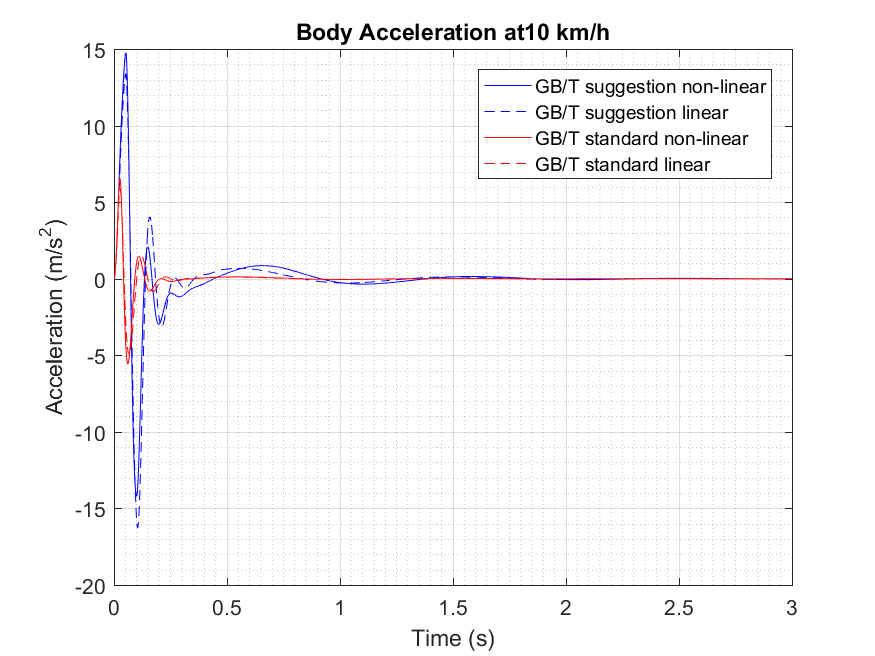 Body Acceleration at10 km/h
15
10
5
0
-5
-10
-15
-20
Acceleration (m/s²)
GB/T suggestion non-linear
GB/T suggestion linear
GB/T standard non-linear
GB/T standard linear
0 0.5 1 1.5 2 2.5 3
Time (s)